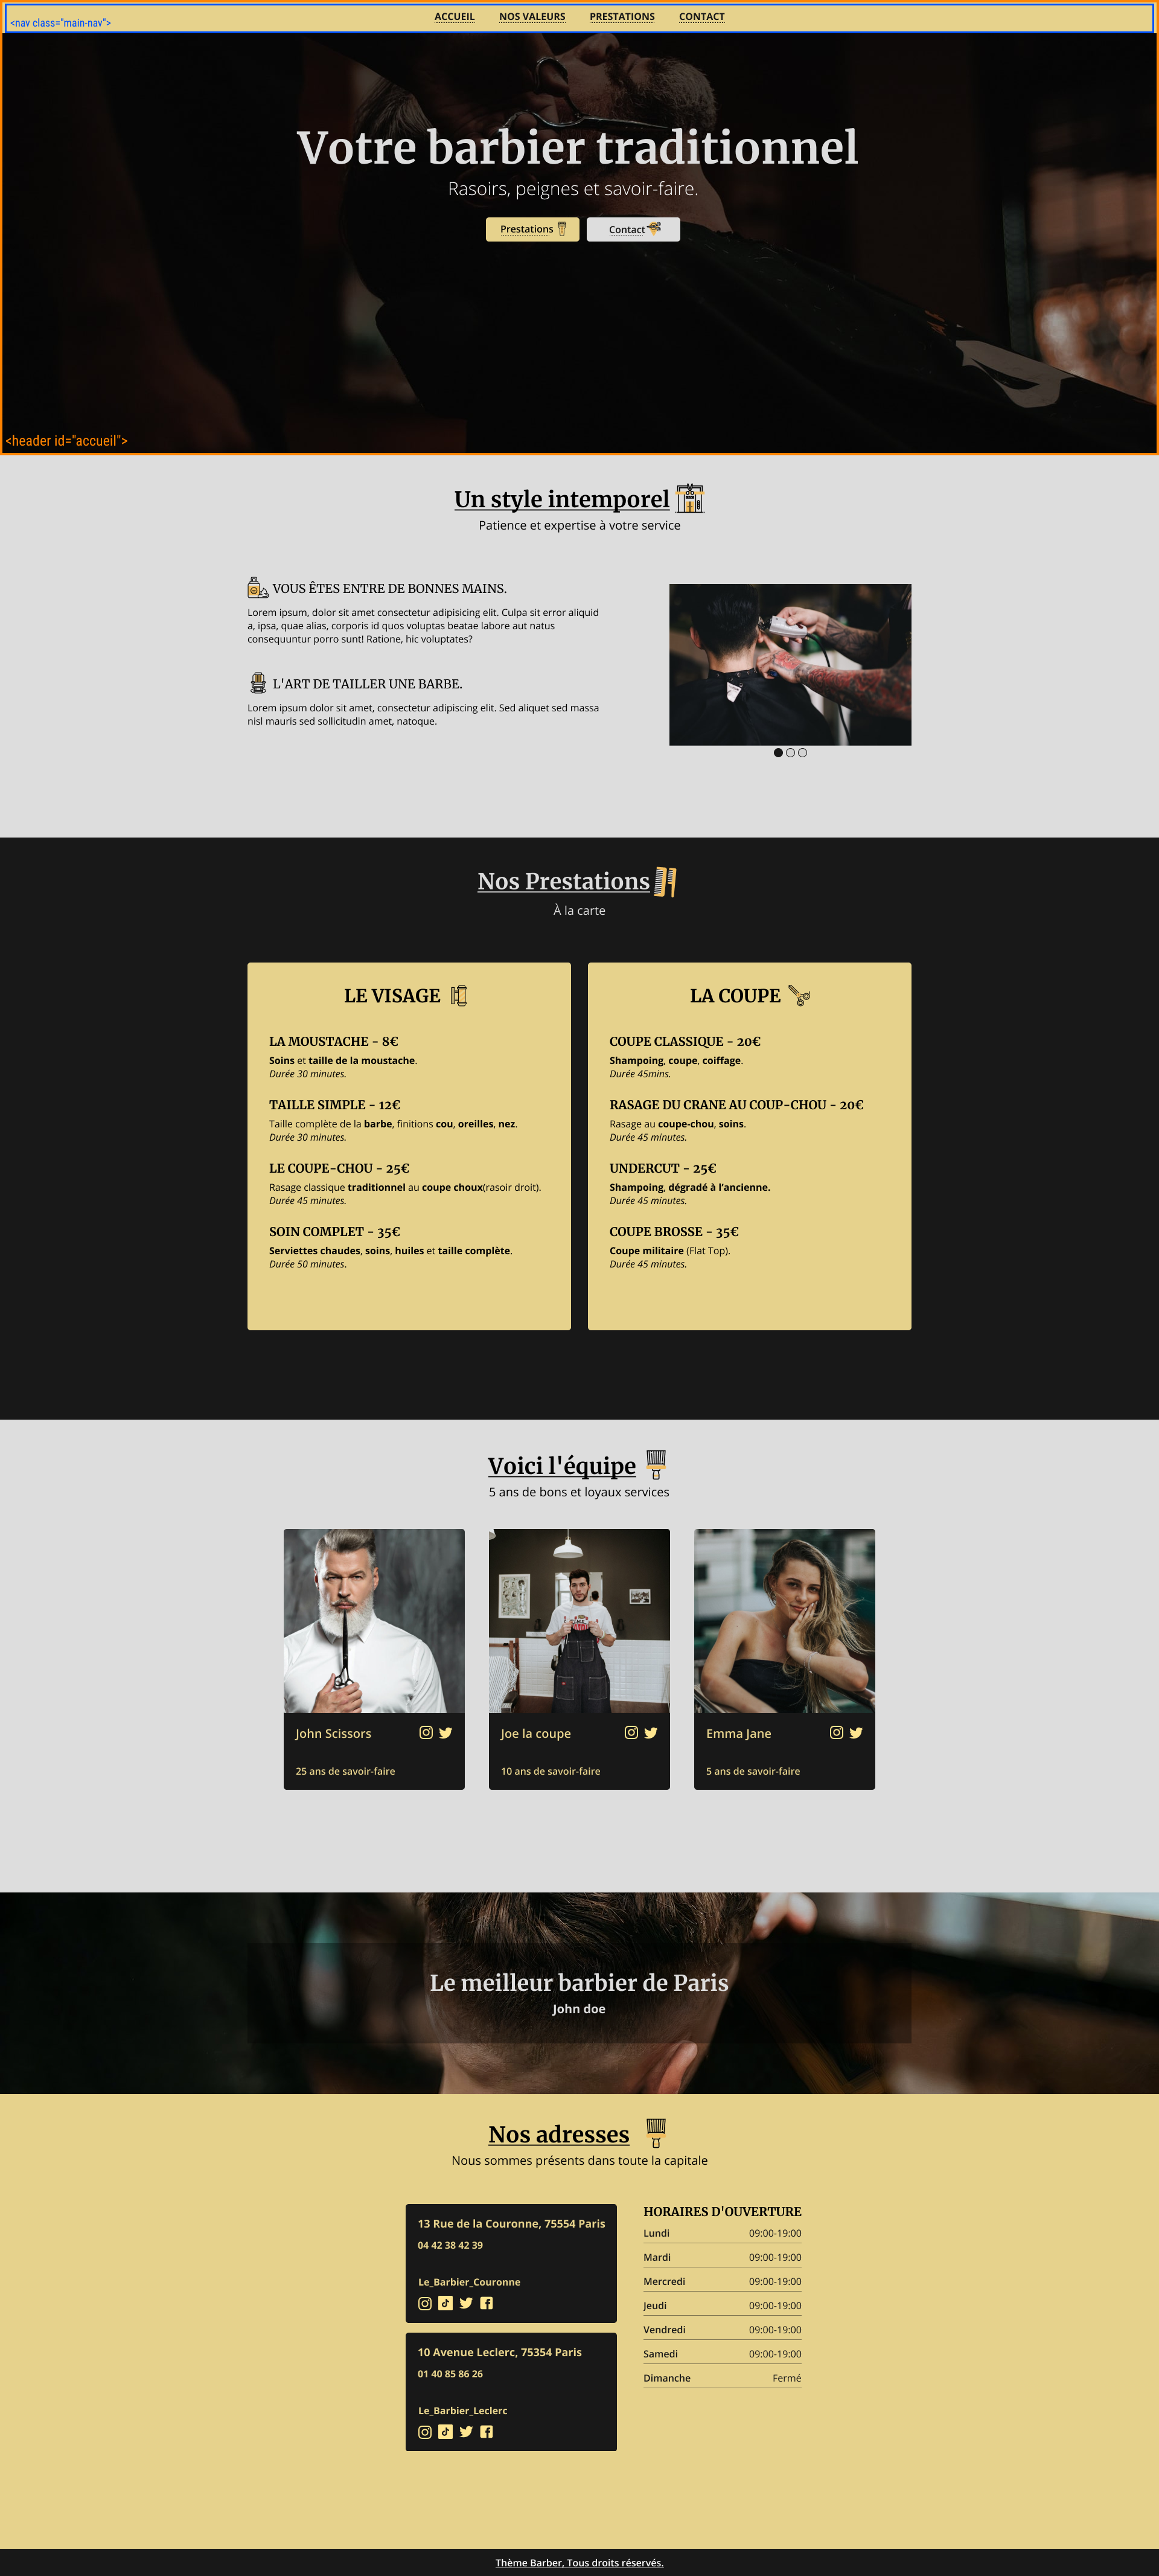 <nav class="main-nav">
ACCUEIL NOS VALEURS PRESTATIONS CONTACT
Votre barbier traditionnel
Rasoirs, peignes et savoir-faire.
Prestations Contact
<header id="accueil">
Un style intemporel
Patience et expertise à votre service
VOUS ÊTES ENTRE DE BONNES MAINS.
Lorem ipsum, dolor sit amet consectetur adipisicing elit. Culpa sit error aliquid
a, ipsa, quae alias, corporis id quos voluptas beatae labore aut natus
consequuntur porro sunt! Ratione, hic voluptates?
L'ART DE TAILLER UNE BARBE.
Lorem ipsum dolor sit amet, consectetur adipiscing elit. Sed aliquet sed massa
nisl mauris sed sollicitudin amet, natoque.
Nos Prestations
À la carte
LE VISAGE
LA MOUSTACHE - 8€
Soins et taille de la moustache.
Durée 30 minutes.
TAILLE SIMPLE - 12€
Taille complète de la barbe, finitions cou, oreilles, nez.
Durée 30 minutes.
LE COUPE-CHOU - 25€
Rasage classique traditionnel au coupe choux(rasoir droit).
Durée 45 minutes.
SOIN COMPLET - 35€
Serviettes chaudes, soins, huiles et taille complète.
Durée 50 minutes.
LA COUPE
COUPE CLASSIQUE - 20€
Shampoing, coupe, coiffage.
Durée 45mins.
RASAGE DU CRANE AU COUP-CHOU - 20€
Rasage au coupe-chou, soins.
Durée 45 minutes.
UNDERCUT - 25€
Shampoing, dégradé à l’ancienne.
Durée 45 minutes.
COUPE BROSSE - 35€
Coupe militaire (Flat Top).
Durée 45 minutes.
Voici l'équipe
5 ans de bons et loyaux services
John Scissors
25 ans de savoir-faire
Joe la coupe
10 ans de savoir-faire
Emma Jane
5 ans de savoir-faire
Le meilleur barbier de Paris
John doe
Nos adresses
Nous sommes présents dans toute la capitale
13 Rue de la Couronne, 75554 Paris
04 42 38 42 39
Le_Barbier_Couronne
10 Avenue Leclerc, 75354 Paris
01 40 85 86 26
Le_Barbier_Leclerc
HORAIRES D'OUVERTURE
Lundi 09:00-19:00
Mardi 09:00-19:00
Mercredi 09:00-19:00
Jeudi 09:00-19:00
Vendredi 09:00-19:00
Samedi 09:00-19:00
Dimanche Fermé
Thème Barber, Tous droits réservés.